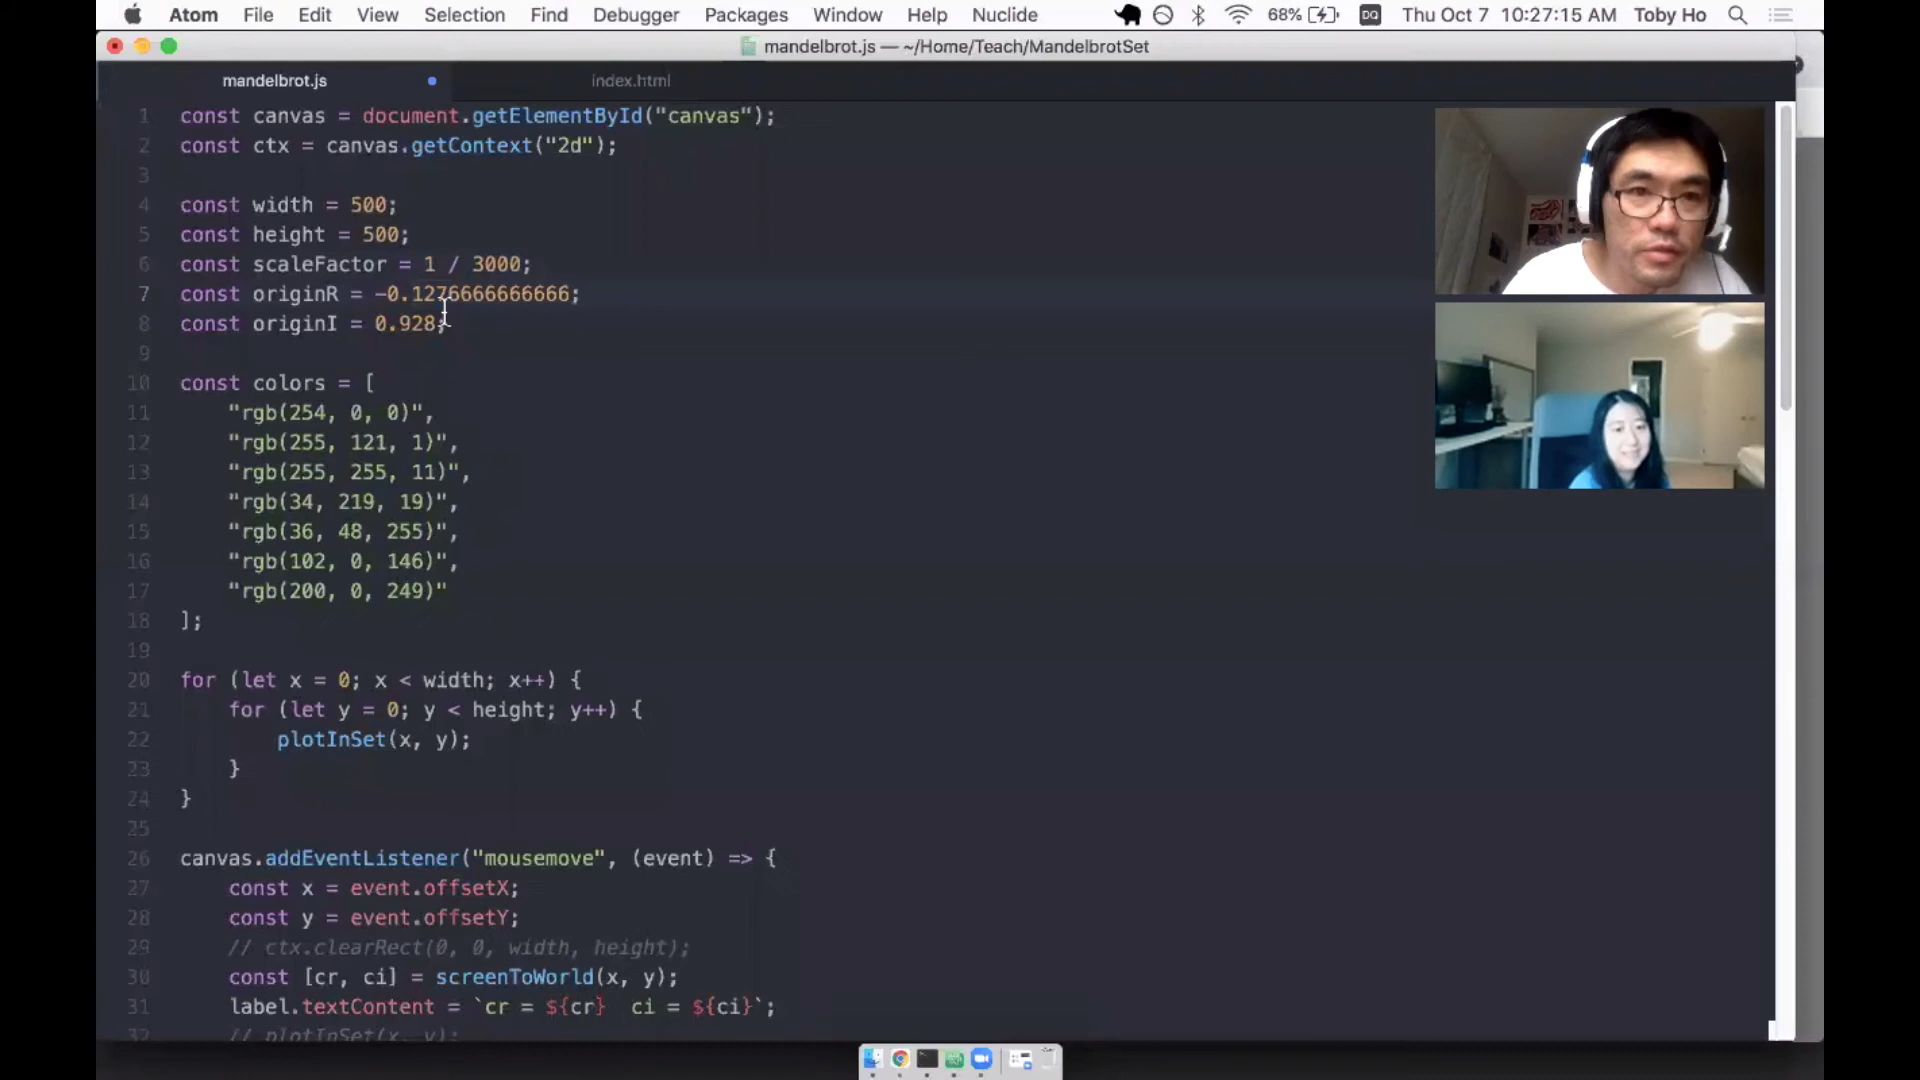 Atom File Edit View Selection Find Debugger Packages Window Help Nuclide 68% DQ Thu Oct 7 10:27:15 AM Toby Ho
mandelbrot.js — ~/Home/Teach/MandelbrotSet
mandelbrot.js index.html
1 const canvas = document.getElementById("canvas");
2 const ctx = canvas.getContext("2d");
3
4 const width = 500;
5 const height = 500;
6 const scaleFactor = 1 / 3000;
7 const originR = -0.1276666666666;
8 const originI = 0.928;
9
10 const colors = [
11 "rgb(254, 0, 0)",
12 "rgb(255, 121, 1)",
13 "rgb(255, 255, 11)",
14 "rgb(34, 219, 19)",
15 "rgb(36, 48, 255)",
16 "rgb(102, 0, 146)",
17 "rgb(200, 0, 249)"
18 ];
19
20 for (let x = 0; x < width; x++) {
21 for (let y = 0; y < height; y++) {
22 plotInSet(x, y);
23 }
24 }
25
26 canvas.addEventListener("mousemove", (event) => {
27 const x = event.offsetX;
28 const y = event.offsetY;
29 // ctx.clearRect(0, 0, width, height);
30 const [cr, ci] = screenToWorld(x, y);
31 label.textContent = `cr = ${cr}  ci = ${ci}`;
32 // plotInSet(x, y);